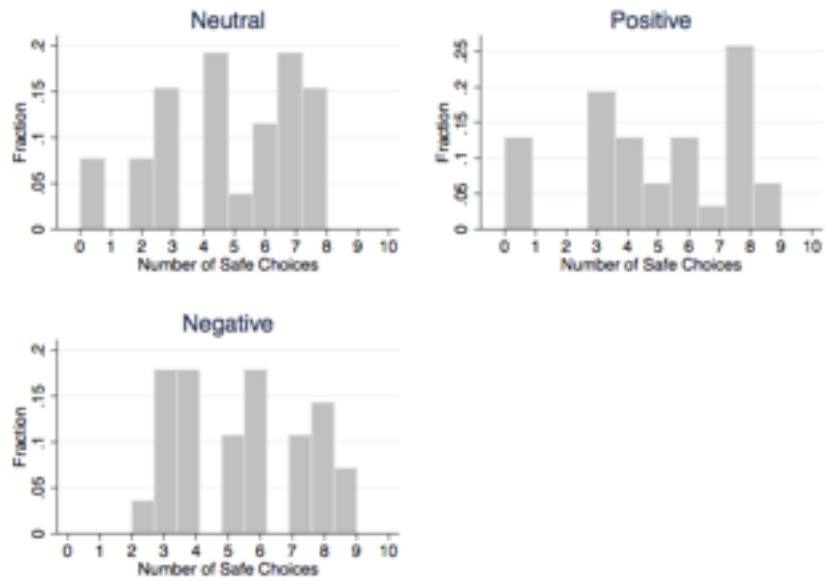 Neutral
Fraction
.2
.15
.1
.05
0
0 1 2 3 4 5 6 7 8 9 10
Number of Safe Choices
Positive
Fraction
.25
.2
.15
.1
.05
0
0 1 2 3 4 5 6 7 8 9 10
Number of Safe Choices
Negative
Fraction
.2
.15
.1
.05
0
0 1 2 3 4 5 6 7 8 9 10
Number of Safe Choices